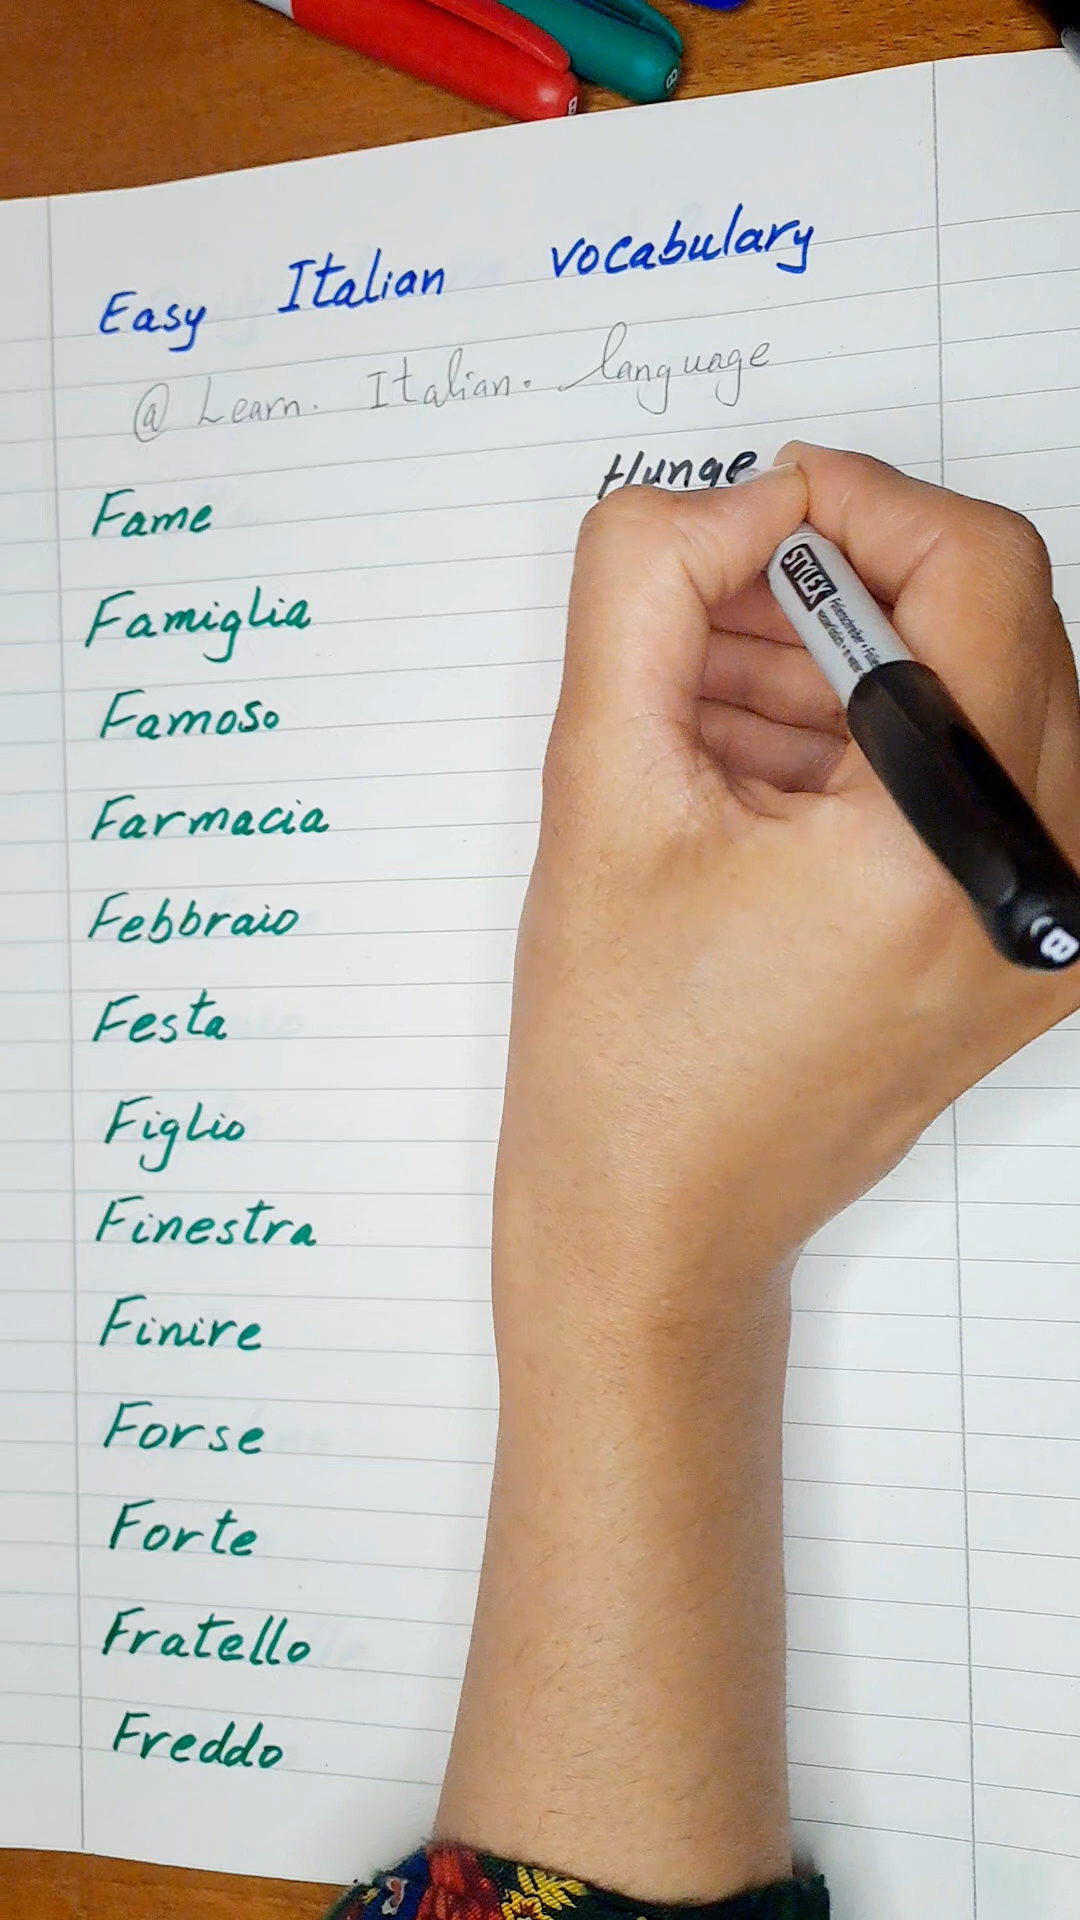 Easy Italian vocabulary
@ Learn. Italian. language
Fame Hunge
Famiglia
Famoso
Farmacia
Febbraio
Festa
Figlio
Finestra
Finire
Forse
Forte
Fratello
Freddo
STYLEX
B
B
B